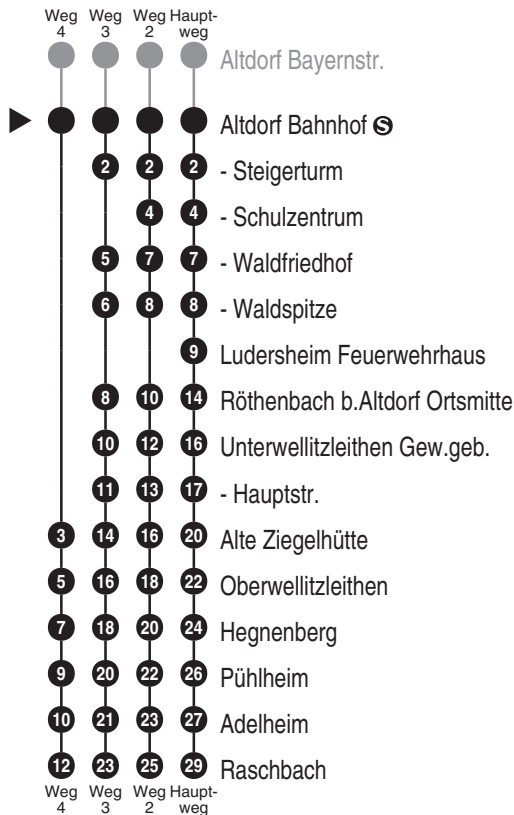 Weg Weg Weg Haupt-
4 3 2 weg
Altdorf Bayernstr.
Altdorf Bahnhof S
2 2 2 - Steigerturm
4 4 - Schulzentrum
5 7 7 - Waldfriedhof
6 8 8 - Waldspitze
9 Ludersheim Feuerwehrhaus
8 10 14 Röthenbach b.Altdorf Ortsmitte
10 12 16 Unterwellitzleithen Gew.geb.
11 13 17 - Hauptstr.
3 14 16 20 Alte Ziegelhütte
5 16 18 22 Oberwellitzleithen
7 18 20 24 Hegnenberg
9 20 22 26 Pühlheim
10 21 23 27 Adelheim
12 23 25 29 Raschbach
Weg Weg Weg Haupt-
4 3 2 weg